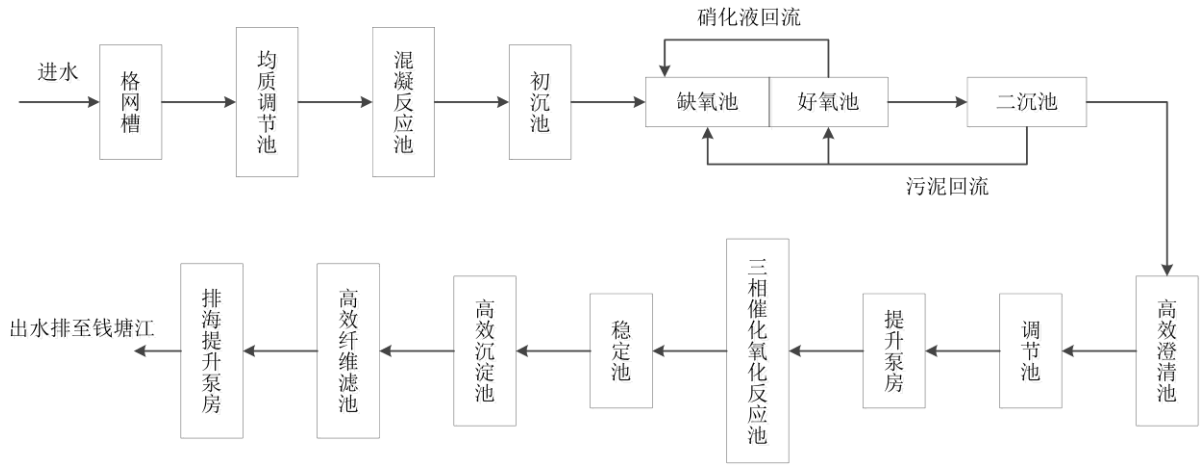 硝化液回流
进水
格网槽
均质调节池
混凝反应池
初沉池
缺氧池
好氧池
二沉池
污泥回流
出水排至钱塘江
排海提升泵房
高效纤维滤池
高效沉淀池
稳定池
三相催化氧化反应池
提升泵房
调节池
高效澄清池